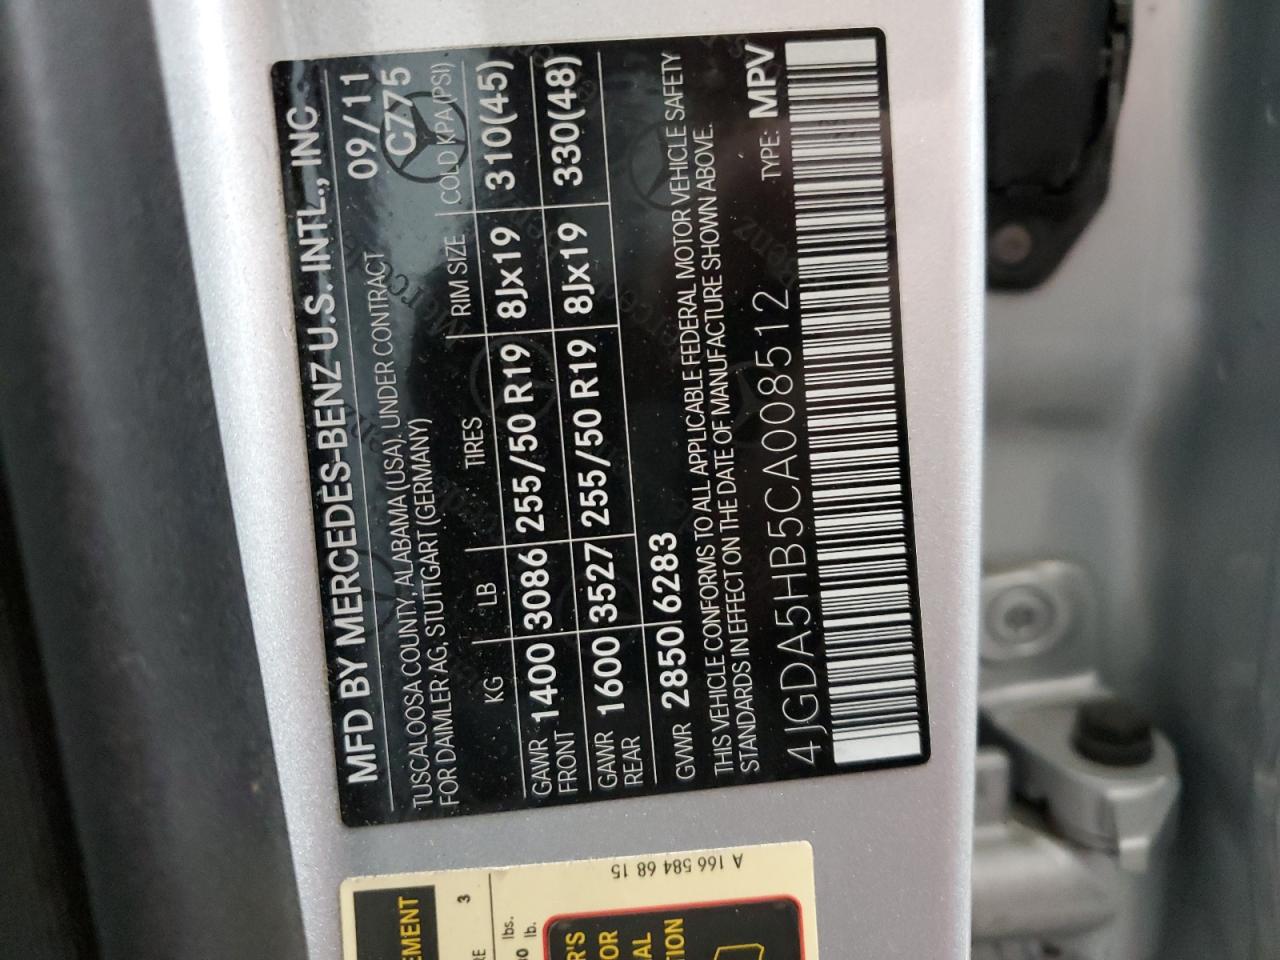 MFD BY MERCEDES-BENZ U.S. INTL., INC
TUSCALOOSA COUNTY, ALABAMA (USA), UNDER CONTRACT 09/11
FOR DAIMLER AG, STUTTGART (GERMANY) C775
KG LB TIRES RIM SIZE COLD KPA (PSI)
GAWR FRONT 1400 3086 255/50 R19 8Jx19 310(45)
GAWR REAR 1600 3527 255/50 R19 8Jx19 330(48)
GVWR 2850 6283
THIS VEHICLE CONFORMS TO ALL APPLICABLE FEDERAL MOTOR VEHICLE SAFETY
STANDARDS IN EFFECT ON THE DATE OF MANUFACTURE SHOWN ABOVE.
4JGDA5HB5CA008512 TYPE: MPV
A 166 584 68 15
EMENT
3
lbs.
lb.